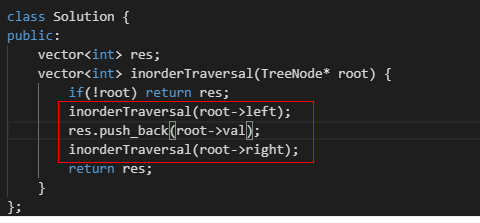 class Solution {
public:
    vector<int> res;
    vector<int> inorderTraversal(TreeNode* root) {
        if(!root) return res;
        inorderTraversal(root->left);
        res.push_back(root->val);
        inorderTraversal(root->right);
        return res;
    }
};